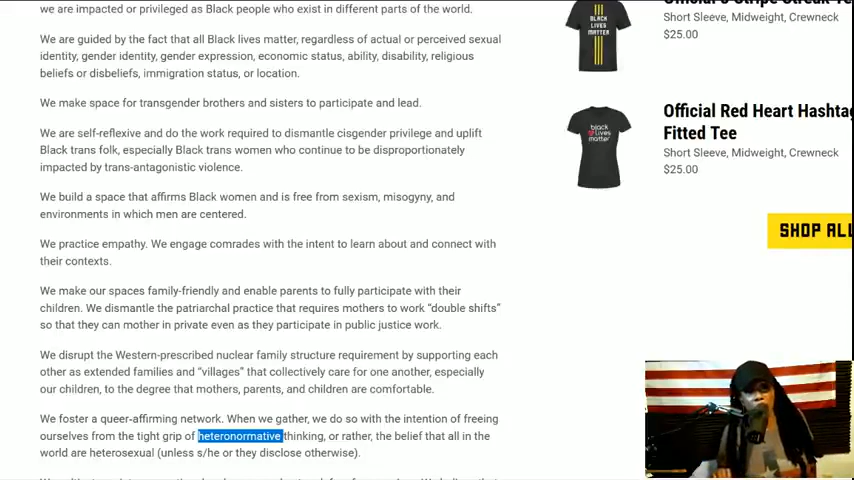 are impacted or privileged as Black people who exist in different parts of the world.
We are guided by the fact that all Black lives matter, regardless of actual or perceived sexual
identity, gender identity, gender expression, economic status, ability, disability, religious
beliefs or disbeliefs, immigration status, or location.
We make space for transgender brothers and sisters to participate and lead.
We are self-reflexive and do the work required to dismantle cisgender privilege and uplift
Black trans folk, especially Black trans women who continue to be disproportionately
impacted by trans-antagonistic violence.
We build a space that affirms Black women and is free from sexism, misogyny, and
environments in which men are centered.
We practice empathy. We engage comrades with the intent to learn about and connect with
their contexts.
We make our spaces family-friendly and enable parents to fully participate with their
children. We dismantle the patriarchal practice that requires mothers to work “double shifts”
so that they can mother in private even as they participate in public justice work.
We disrupt the Western-prescribed nuclear family structure requirement by supporting each
other as extended families and “villages” that collectively care for one another, especially
our children, to the degree that mothers, parents, and children are comfortable.
We foster a queer-affirming network. When we gather, we do so with the intention of freeing
ourselves from the tight grip of heteronormative thinking, or rather, the belief that all in the
world are heterosexual (unless s/he or they disclose otherwise).
BLACK
LIVES
MATTER
Short Sleeve, Midweight, Crewneck
$25.00
black
lives
matter
Official Red Heart Hashtag
Fitted Tee
Short Sleeve, Midweight, Crewneck
$25.00
SHOP ALL